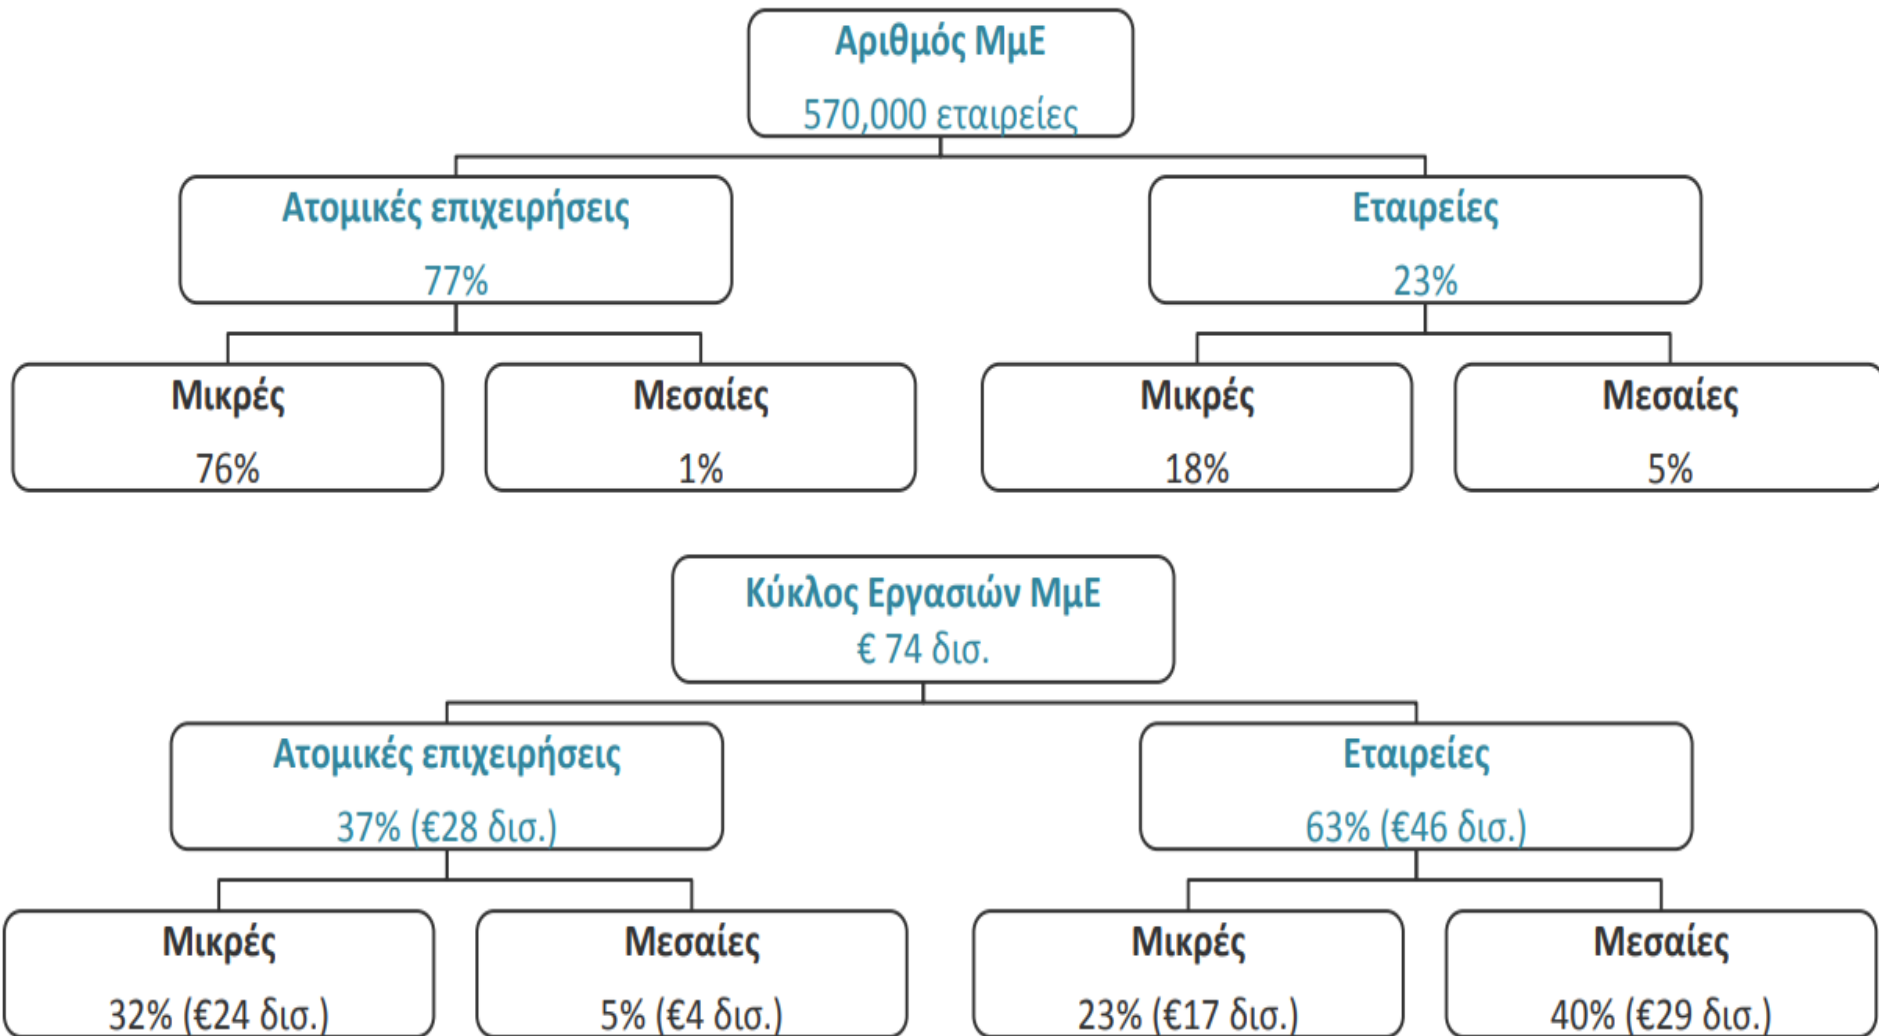 Αριθμός ΜμΕ
570,000 εταιρείες
Ατομικές επιχειρήσεις
77%
Εταιρείες
23%
Μικρές
76%
Μεσαίες
1%
Μικρές
18%
Μεσαίες
5%
Κύκλος Εργασιών ΜμΕ
€ 74 δισ.
Ατομικές επιχειρήσεις
37% (€28 δισ.)
Εταιρείες
63% (€46 δισ.)
Μικρές
32% (€24 δισ.)
Μεσαίες
5% (€4 δισ.)
Μικρές
23% (€17 δισ.)
Μεσαίες
40% (€29 δισ.)